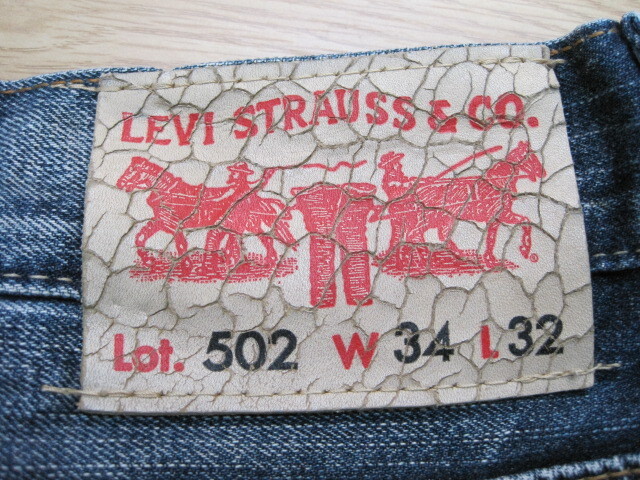 LEVI STRAUSS & CO.
®
Lot. 502 W 34 L 32